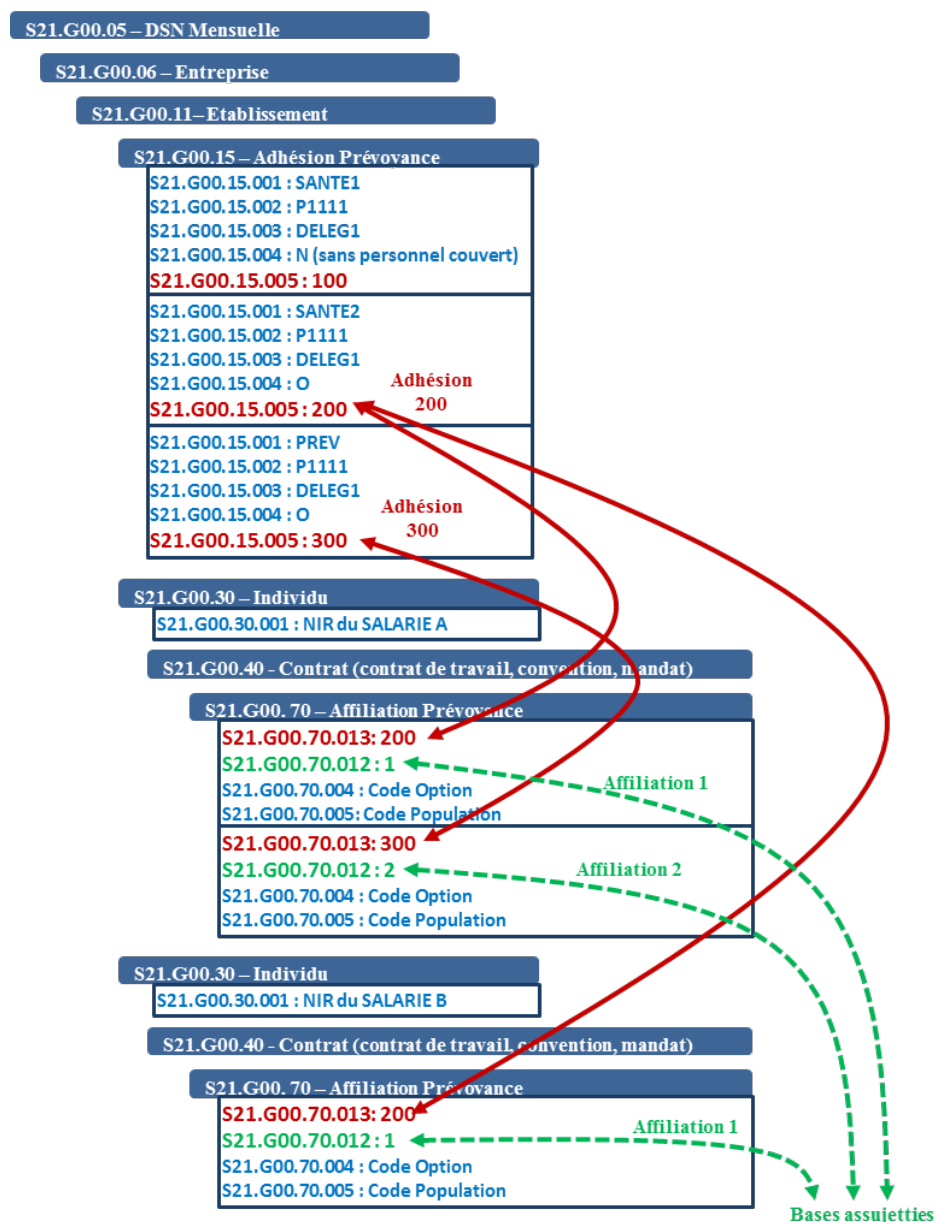 S21.G00.05 – DSN Mensuelle
S21.G00.06 – Entreprise
S21.G00.11– Etablissement
S21.G00.15 – Adhésion Prévoyance
S21.G00.15.001 : SANTE1
S21.G00.15.002 : P1111
S21.G00.15.003 : DELEG1
S21.G00.15.004 : N (sans personnel couvert)
S21.G00.15.005 : 100
S21.G00.15.001 : SANTE2
S21.G00.15.002 : P1111
S21.G00.15.003 : DELEG1
S21.G00.15.004 : O
Adhésion
200
S21.G00.15.005 : 200
S21.G00.15.001 : PREV
S21.G00.15.002 : P1111
S21.G00.15.003 : DELEG1
S21.G00.15.004 : O
Adhésion
300
S21.G00.15.005 : 300
S21.G00.30 – Individu
S21.G00.30.001 : NIR du SALARIE A
S21.G00.40 - Contrat (contrat de travail, convention, mandat)
S21.G00. 70 – Affiliation Prévoyance
S21.G00.70.013: 200
S21.G00.70.012 : 1
Affiliation 1
S21.G00.70.004 : Code Option
S21.G00.70.005: Code Population
S21.G00.70.013: 300
S21.G00.70.012 : 2
Affiliation 2
S21.G00.70.004 : Code Option
S21.G00.70.005 : Code Population
S21.G00.30 – Individu
S21.G00.30.001 : NIR du SALARIE B
S21.G00.40 - Contrat (contrat de travail, convention, mandat)
S21.G00. 70 – Affiliation Prévoyance
S21.G00.70.013: 200
S21.G00.70.012 : 1
Affiliation 1
S21.G00.70.004 : Code Option
S21.G00.70.005 : Code Population
Bases assujetties